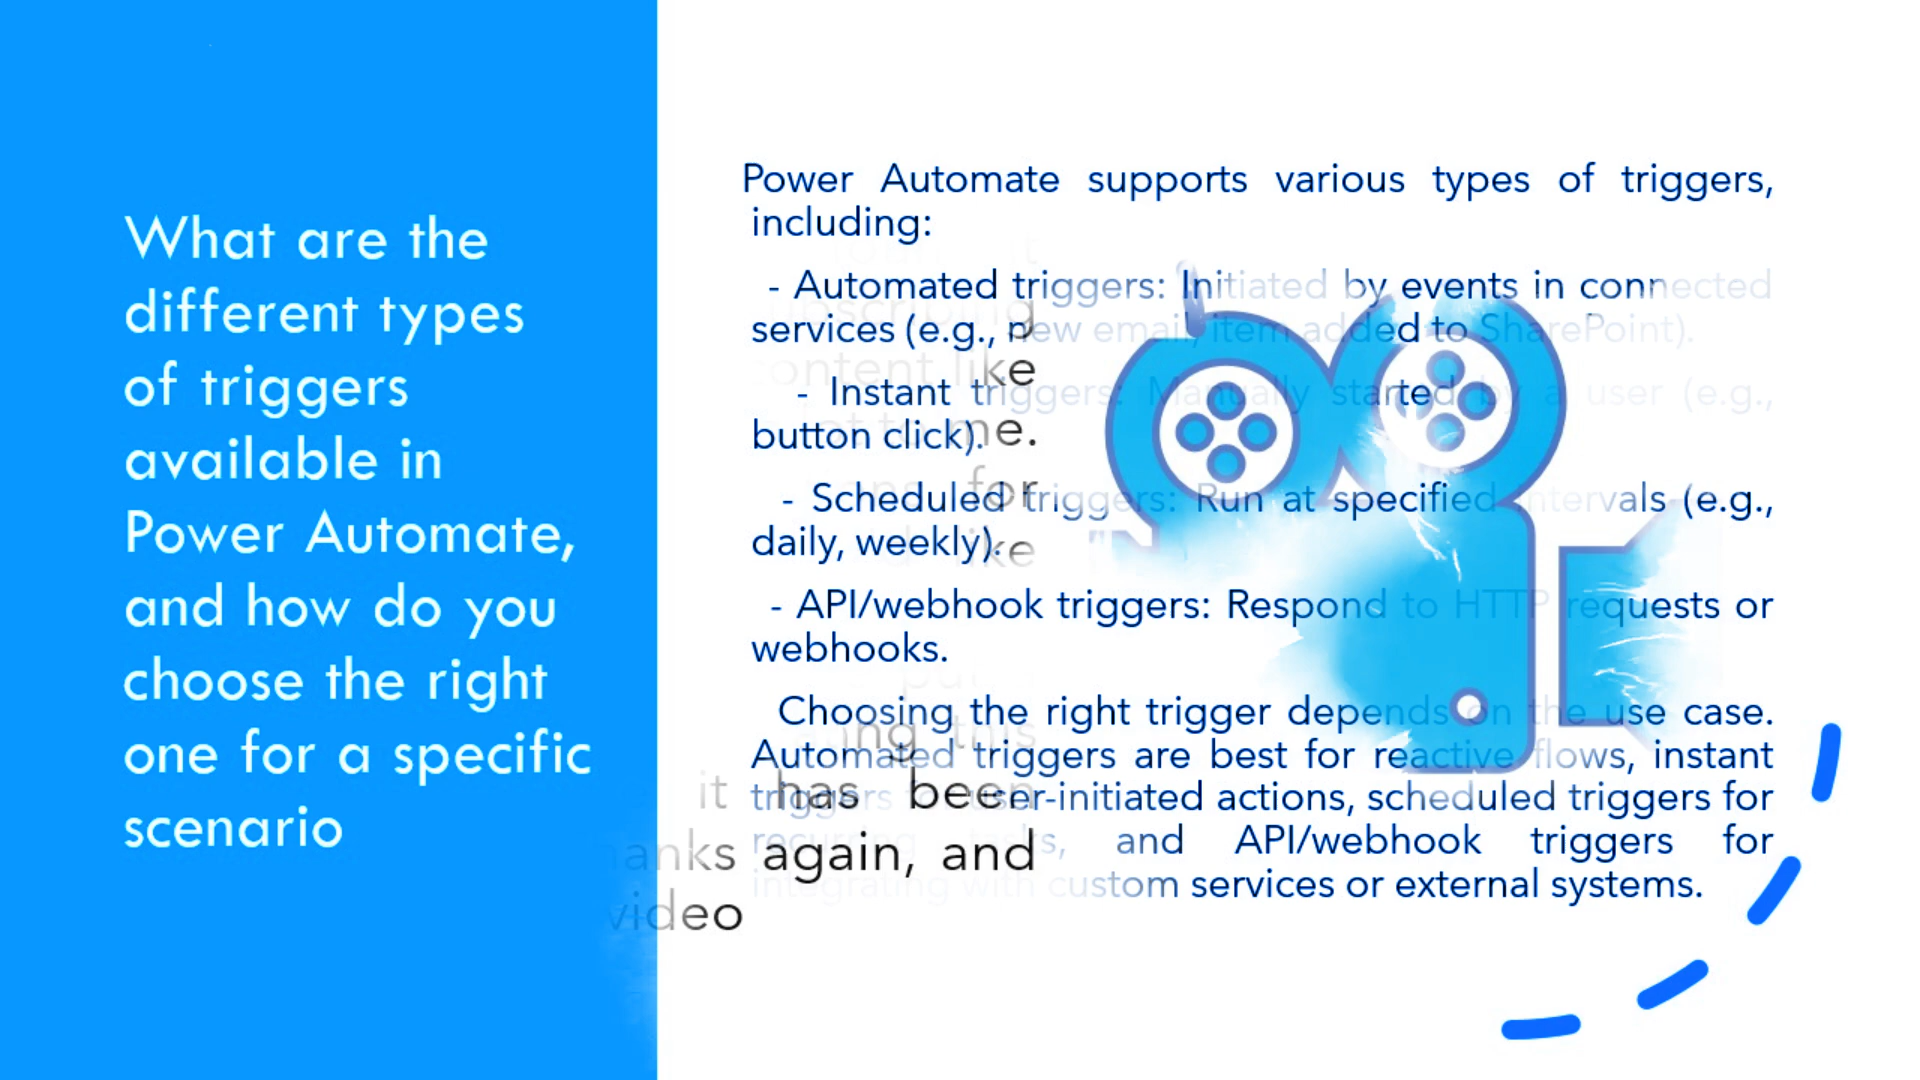 What are the
different types
of triggers
available in
Power Automate,
and how do you
choose the right
one for a specific
scenario
Power Automate supports various types of triggers,
including:
- Automated triggers: Initiated by events in connected
services (e.g., new email, item added to SharePoint).
- Instant triggers: Manually started by a user (e.g.,
button click).
- Scheduled triggers: Run at specified intervals (e.g.,
daily, weekly).
- API/webhook triggers: Respond to HTTP requests or
webhooks.
Choosing the right trigger depends on the use case.
Automated triggers are best for reactive flows, instant
triggers user-initiated actions, scheduled triggers for
recurring tasks, and API/webhook triggers for
integrating with custom services or external systems.
content like
me.
for
like
this
it has been
again, and
video